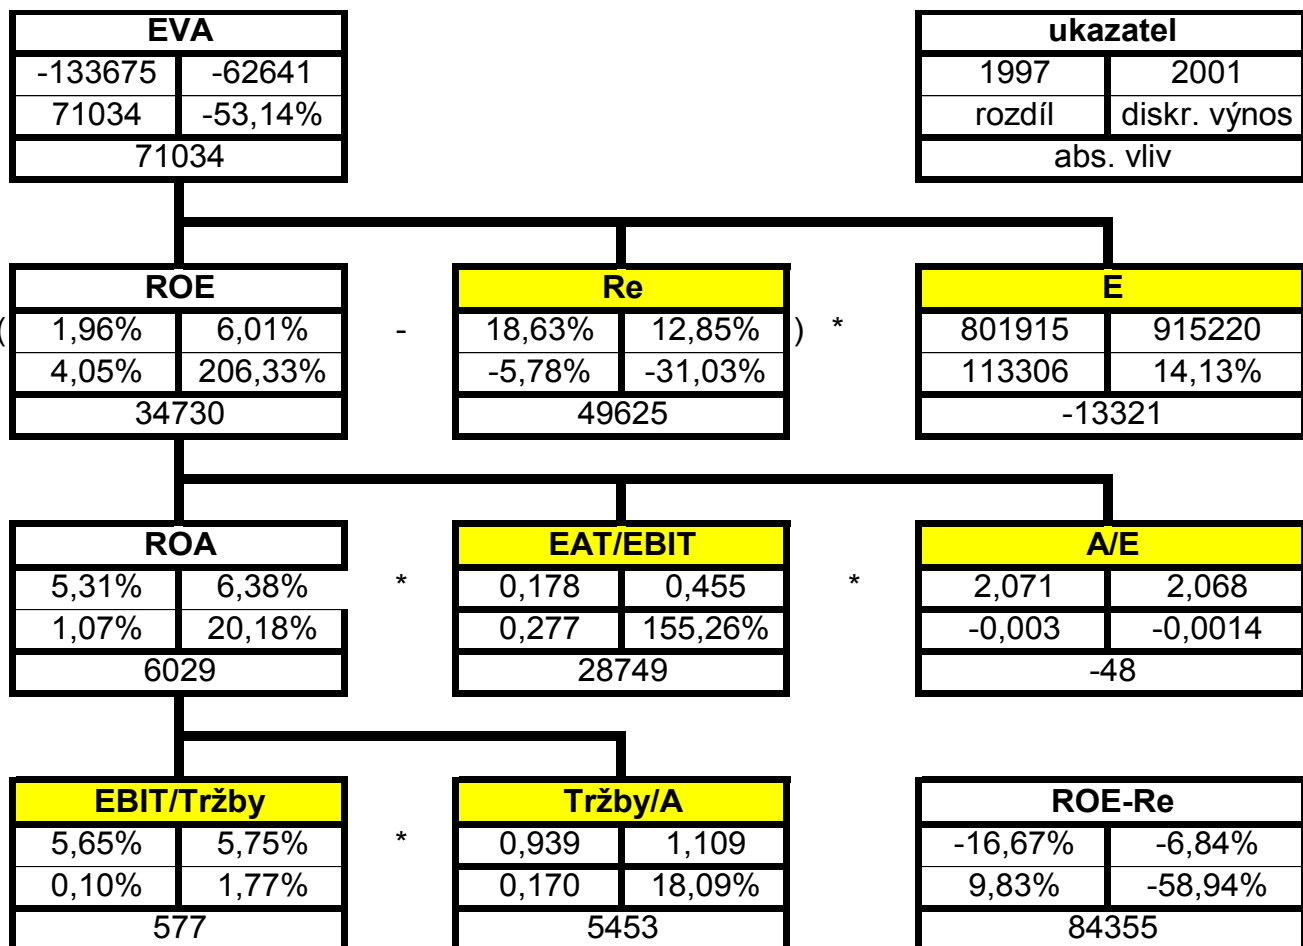 EVA ukazatel
-133675 -62641 1997 2001
71034 -53,14% rozdíl diskr. výnos
71034 abs. vliv
ROE Re E
( 1,96% 6,01% - 18,63% 12,85% ) * 801915 915220
4,05% 206,33% -5,78% -31,03% 113306 14,13%
34730 49625 -13321
ROA EAT/EBIT A/E
5,31% 6,38% * 0,178 0,455 * 2,071 2,068
1,07% 20,18% 0,277 155,26% -0,003 -0,0014
6029 28749 -48
EBIT/Tržby Tržby/A ROE-Re
5,65% 5,75% * 0,939 1,109 -16,67% -6,84%
0,10% 1,77% 0,170 18,09% 9,83% -58,94%
577 5453 84355